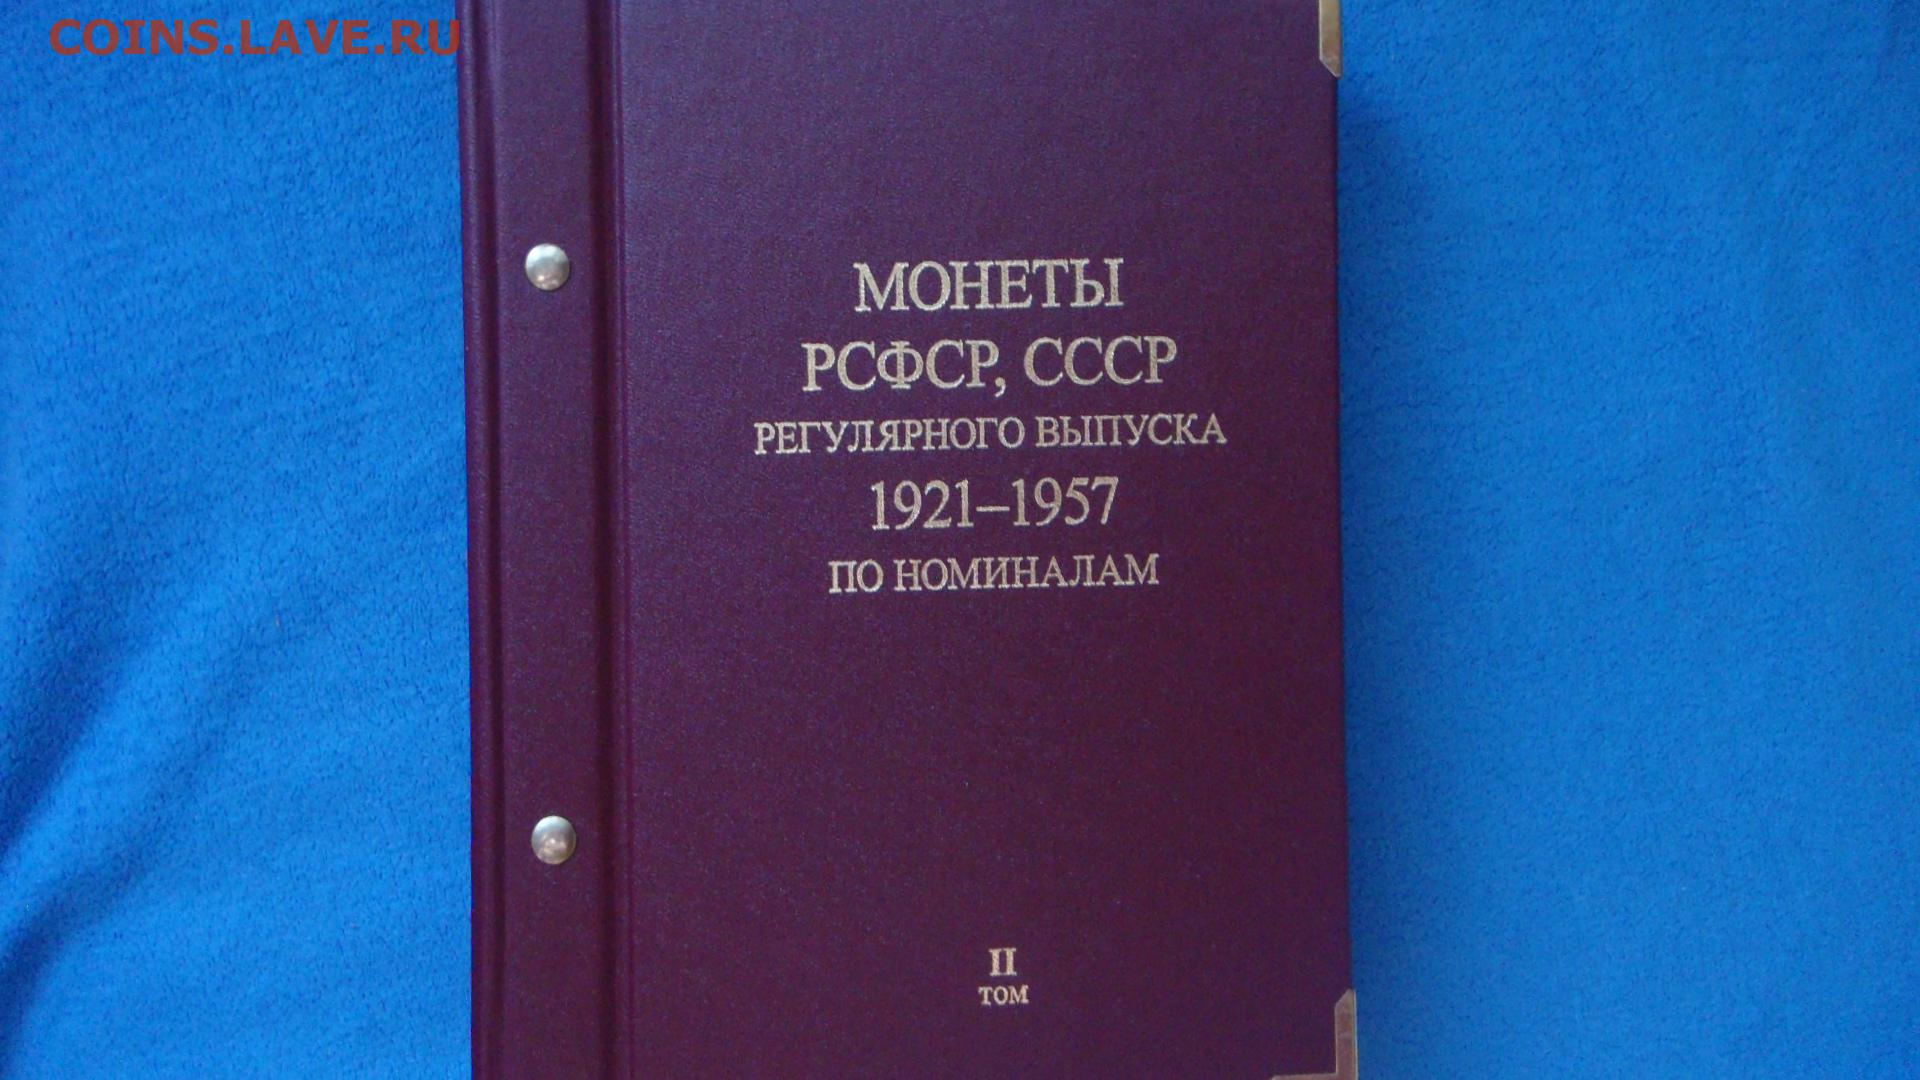 COINS.LAVE.RU
МОНЕТЫ
РСФСР, СССР
РЕГУЛЯРНОГО ВЫПУСКА
1921–1957
ПО НОМИНАЛАМ
II
ТОМ